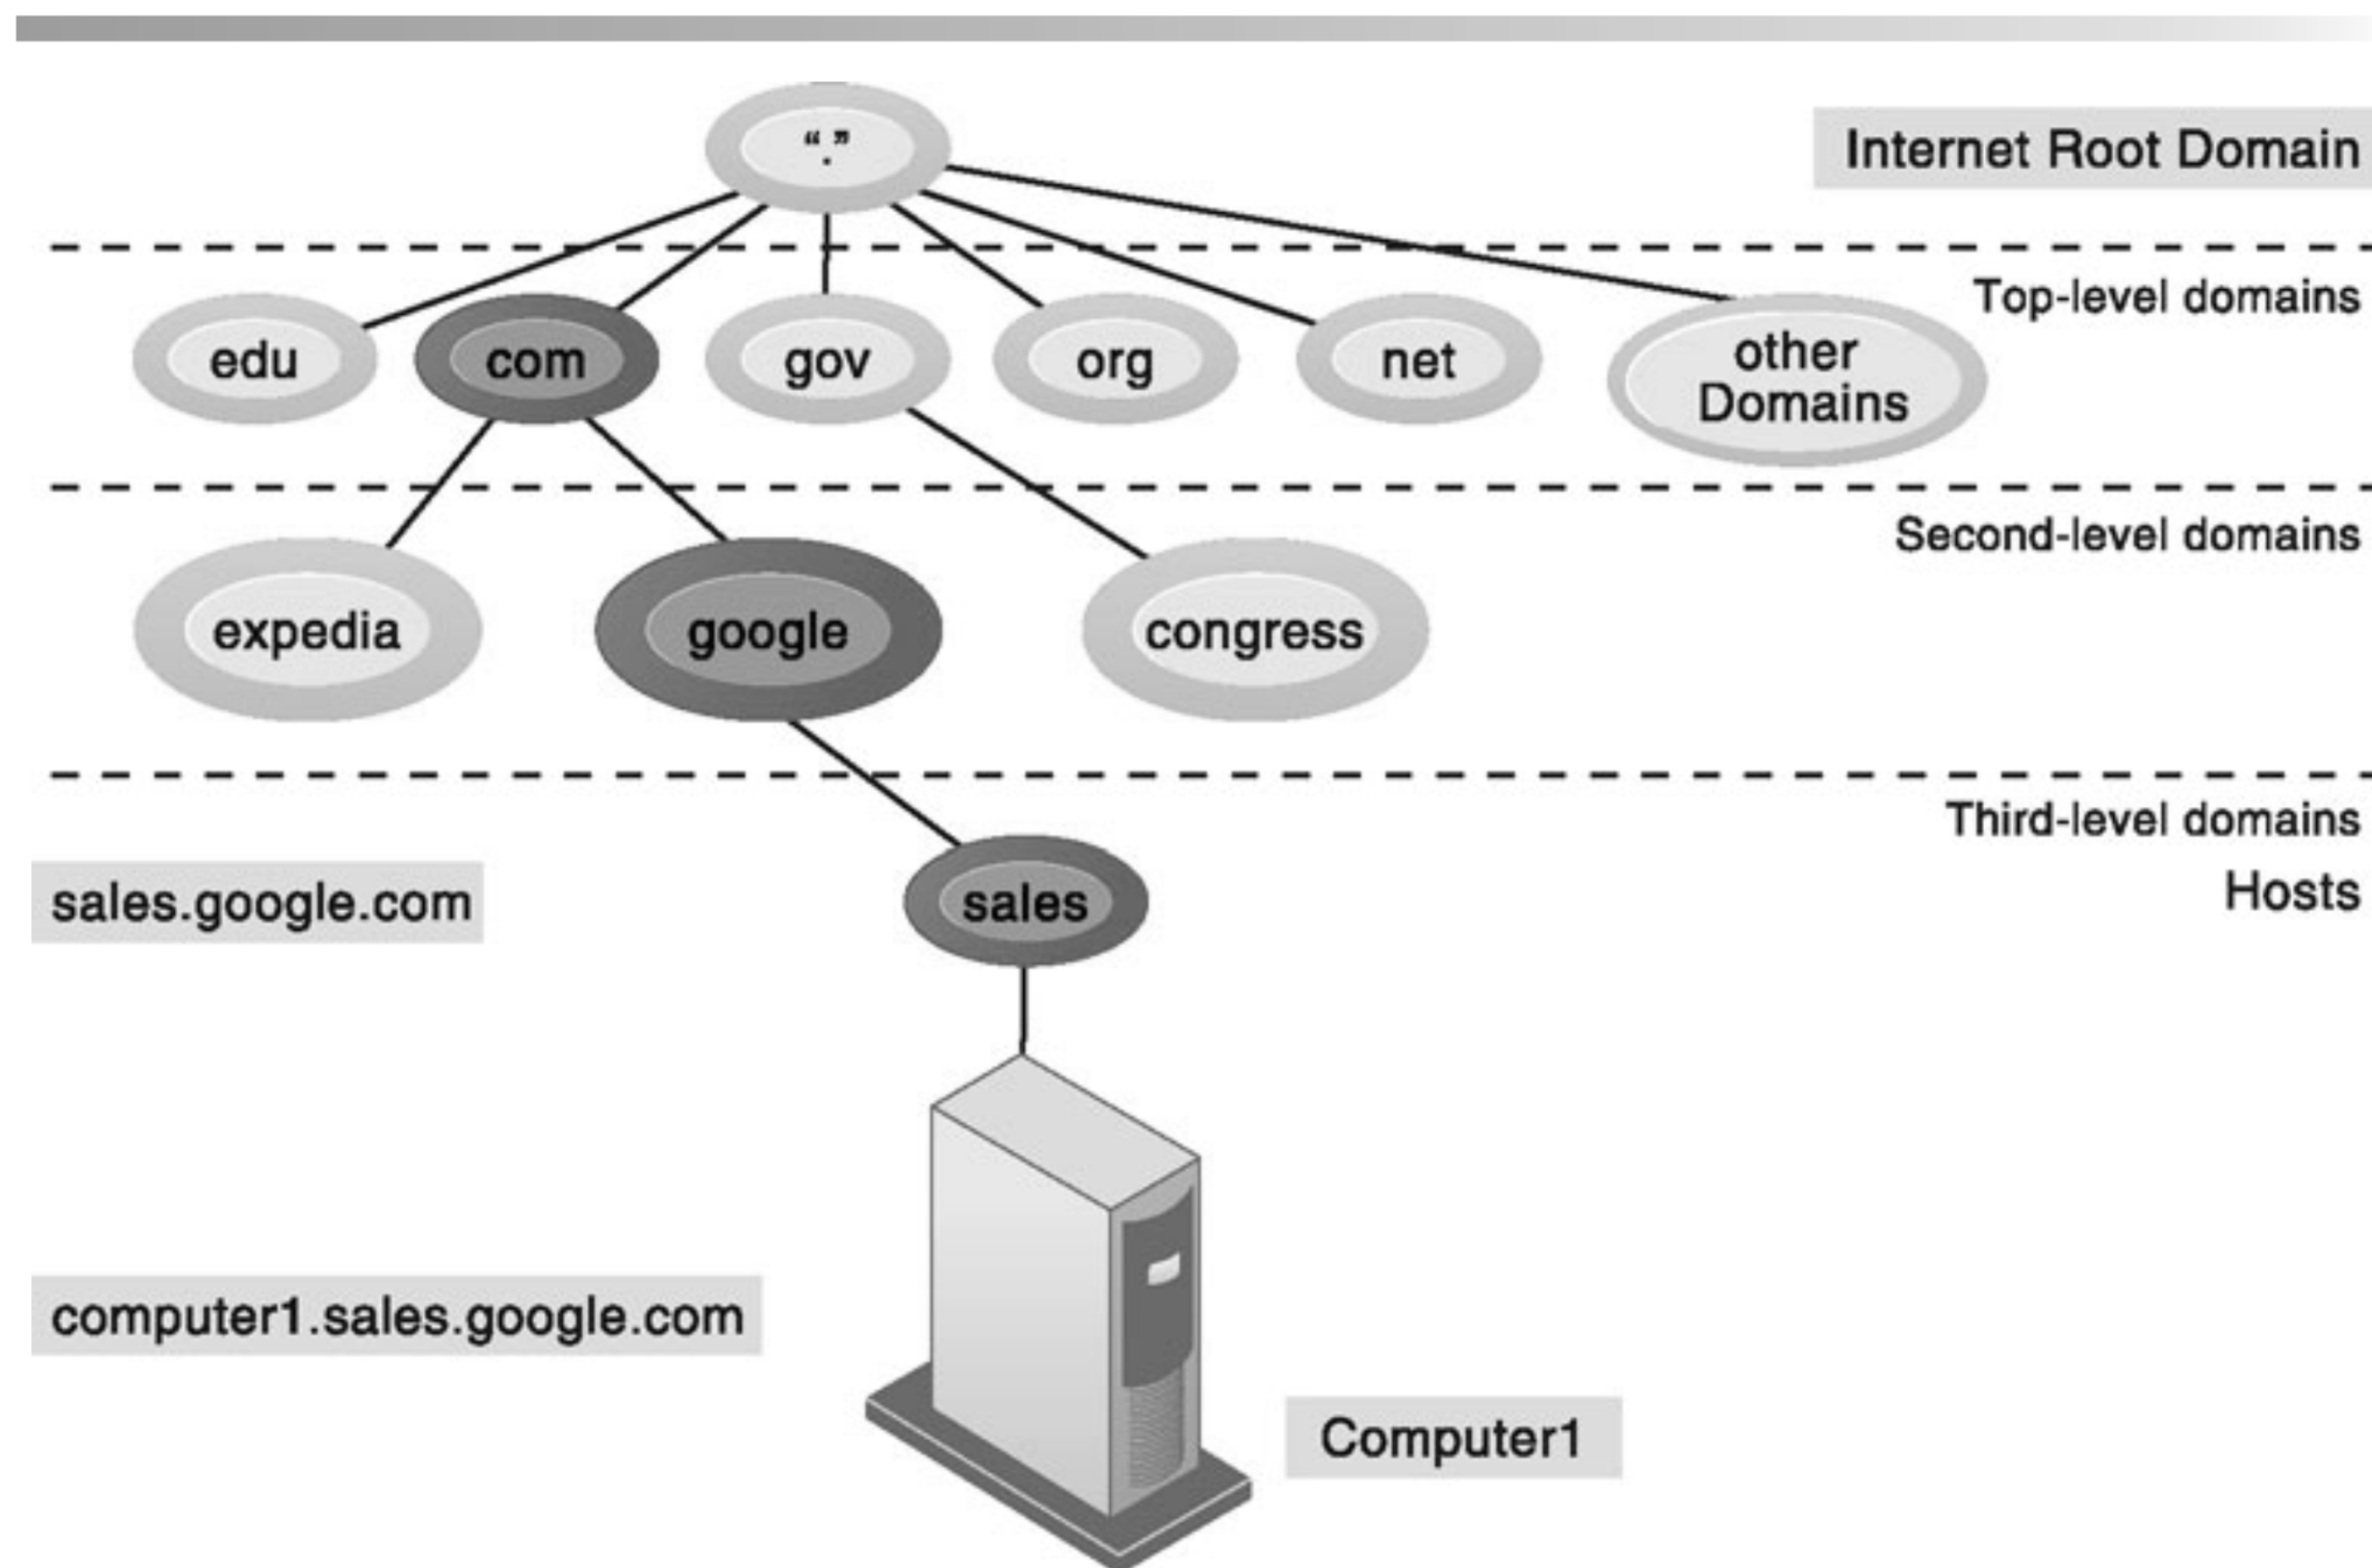 “.”
Internet Root Domain
Top-level domains
edu
com
gov
org
net
other
Domains
Second-level domains
expedia
google
congress
Third-level domains
sales.google.com
sales
Hosts
computer1.sales.google.com
Computer1